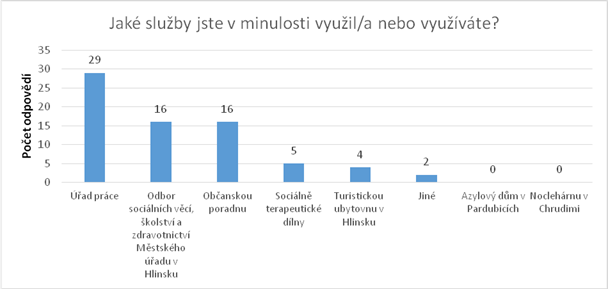 Jaké služby jste v minulosti využil/a nebo využíváte?
Počet odpovědí
35
30
25
20
15
10
5
0
29
16
16
5
4
2
0
0
Úřad práce
Odbor
sociálních věcí,
školství a
zdravotnictví
Městského
úřadu v
Hlinsku
Občanskou
poradnu
Sociálně
terapeutické
dílny
Turistickou
ubytovnu v
Hlinsku
Jiné
Azylový dům v
Pardubicích
Noclehárnu v
Chrudimi